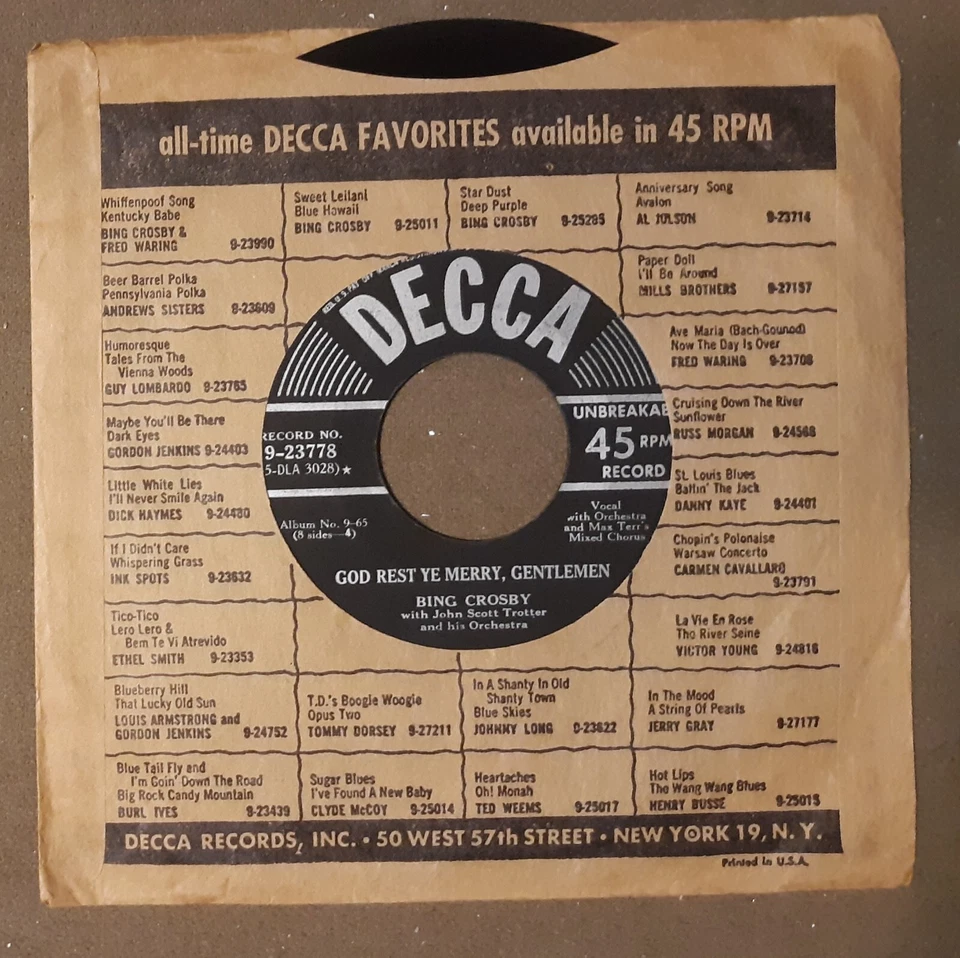 all-time DECCA FAVORITES available in 45 RPM
Whiffenpoof Song
Kentucky Babe
BING CROSBY &
FRED WARING 9-23990
Sweet Leilani
Blue Hawaii
BING CROSBY 9-25011
Star Dust
Deep Purple
BING CROSBY 9-25285
Anniversary Song
Avalon
AL JOLSON 9-23714
Beer Barrel Polka
Pennsylvania Polka
ANDREWS SISTERS 9-23609
Paper Doll
I'll Be Around
MILLS BROTHERS 9-27157
Humoresque
Tales From The
Vienna Woods
GUY LOMBARDO 9-23765
Ave Maria (Bach-Gounod)
Now The Day Is Over
FRED WARING 9-23708
Maybe You'll Be There
Dark Eyes
GORDON JENKINS 9-24403
Cruising Down The River
Sunflower
RUSS MORGAN 9-24568
Little White Lies
I'll Never Smile Again
DICK HAYMES 9-24480
St. Louis Blues
Ballin' The Jack
DANNY KAYE 9-24401
If I Didn't Care
Whispering Grass
INK SPOTS 9-23632
Chopin's Polonaise
Warsaw Concerto
CARMEN CAVALLARO
9-23791
Tico-Tico
Lero Lero &
Bem Te Vi Atrevido
ETHEL SMITH 9-23353
La Vie En Rose
The River Seine
VICTOR YOUNG 9-24816
Blueberry Hill
That Lucky Old Sun
LOUIS ARMSTRONG and
GORDON JENKINS 9-24752
T.D.'s Boogie Woogie
Opus Two
TOMMY DORSEY 9-27211
In A Shanty In Old
Shanty Town
Blue Skies
JOHNNY LONG 9-23622
In The Mood
A String Of Pearls
JERRY GRAY 9-27177
Blue Tail Fly and
I'm Goin' Down The Road
Big Rock Candy Mountain
BURL IVES 9-23439
Sugar Blues
I've Found A New Baby
CLYDE McCOY 9-25014
Heartaches
Oh! Monah
TED WEEMS 9-25017
Hot Lips
The Wang Wang Blues
HENRY BUSSE 9-25015
DECCA RECORDS, INC. • 50 WEST 57th STREET • NEW YORK 19, N. Y.
Printed in U.S.A.
DECCA
RECORD NO.
9-23778
5-DLA 3028)★
UNBREAKAB
45 RPM
RECORD
Album No. 9-65
(8 sides—4)
Vocal
with Orchestra
and Max Terr's
Mixed Chorus
GOD REST YE MERRY, GENTLEMEN
BING CROSBY
with John Scott Trotter
and his Orchestra